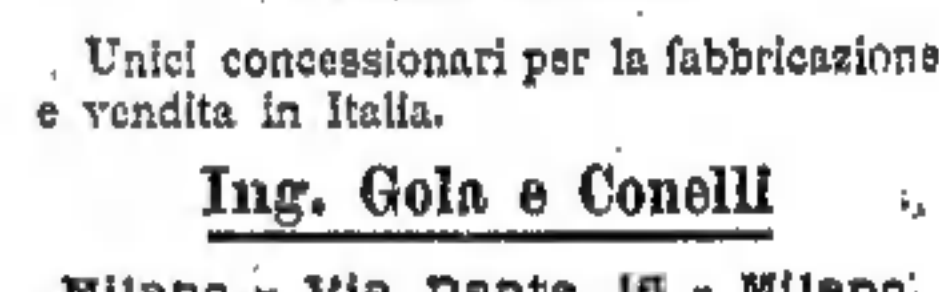 Unici concessionari per la fabbricazione
e vendita in Italia.
Ing. Gola e Conelli
Milano - Via Dante, - Milano